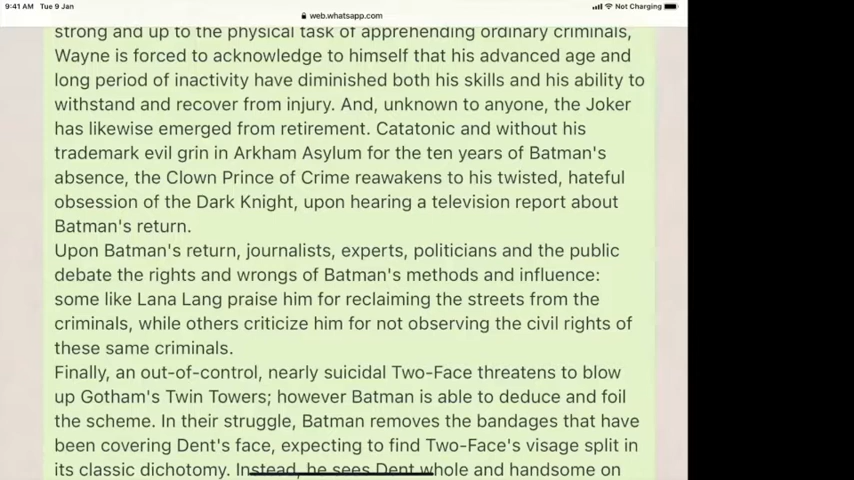 9:41 AM Tue 9 Jan
Not Charging
web.whatsapp.com
strong and up to the physical task of apprehending ordinary criminals,
Wayne is forced to acknowledge to himself that his advanced age and
long period of inactivity have diminished both his skills and his ability to
withstand and recover from injury. And, unknown to anyone, the Joker
has likewise emerged from retirement. Catatonic and without his
trademark evil grin in Arkham Asylum for the ten years of Batman's
absence, the Clown Prince of Crime reawakens to his twisted, hateful
obsession of the Dark Knight, upon hearing a television report about
Batman's return.
Upon Batman's return, journalists, experts, politicians and the public
debate the rights and wrongs of Batman's methods and influence:
some like Lana Lang praise him for reclaiming the streets from the
criminals, while others criticize him for not observing the civil rights of
these same criminals.
Finally, an out-of-control, nearly suicidal Two-Face threatens to blow
up Gotham's Twin Towers; however Batman is able to deduce and foil
the scheme. In their struggle, Batman removes the bandages that have
been covering Dent's face, expecting to find Two-Face's visage split in
its classic dichotomy. Instead, he sees Dent whole and handsome on